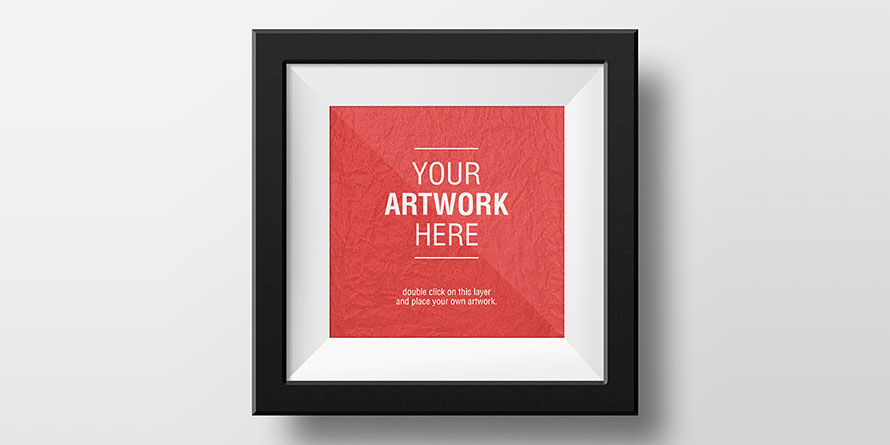 YOUR
ARTWORK
HERE
double click on this layer
and place your own artwork.